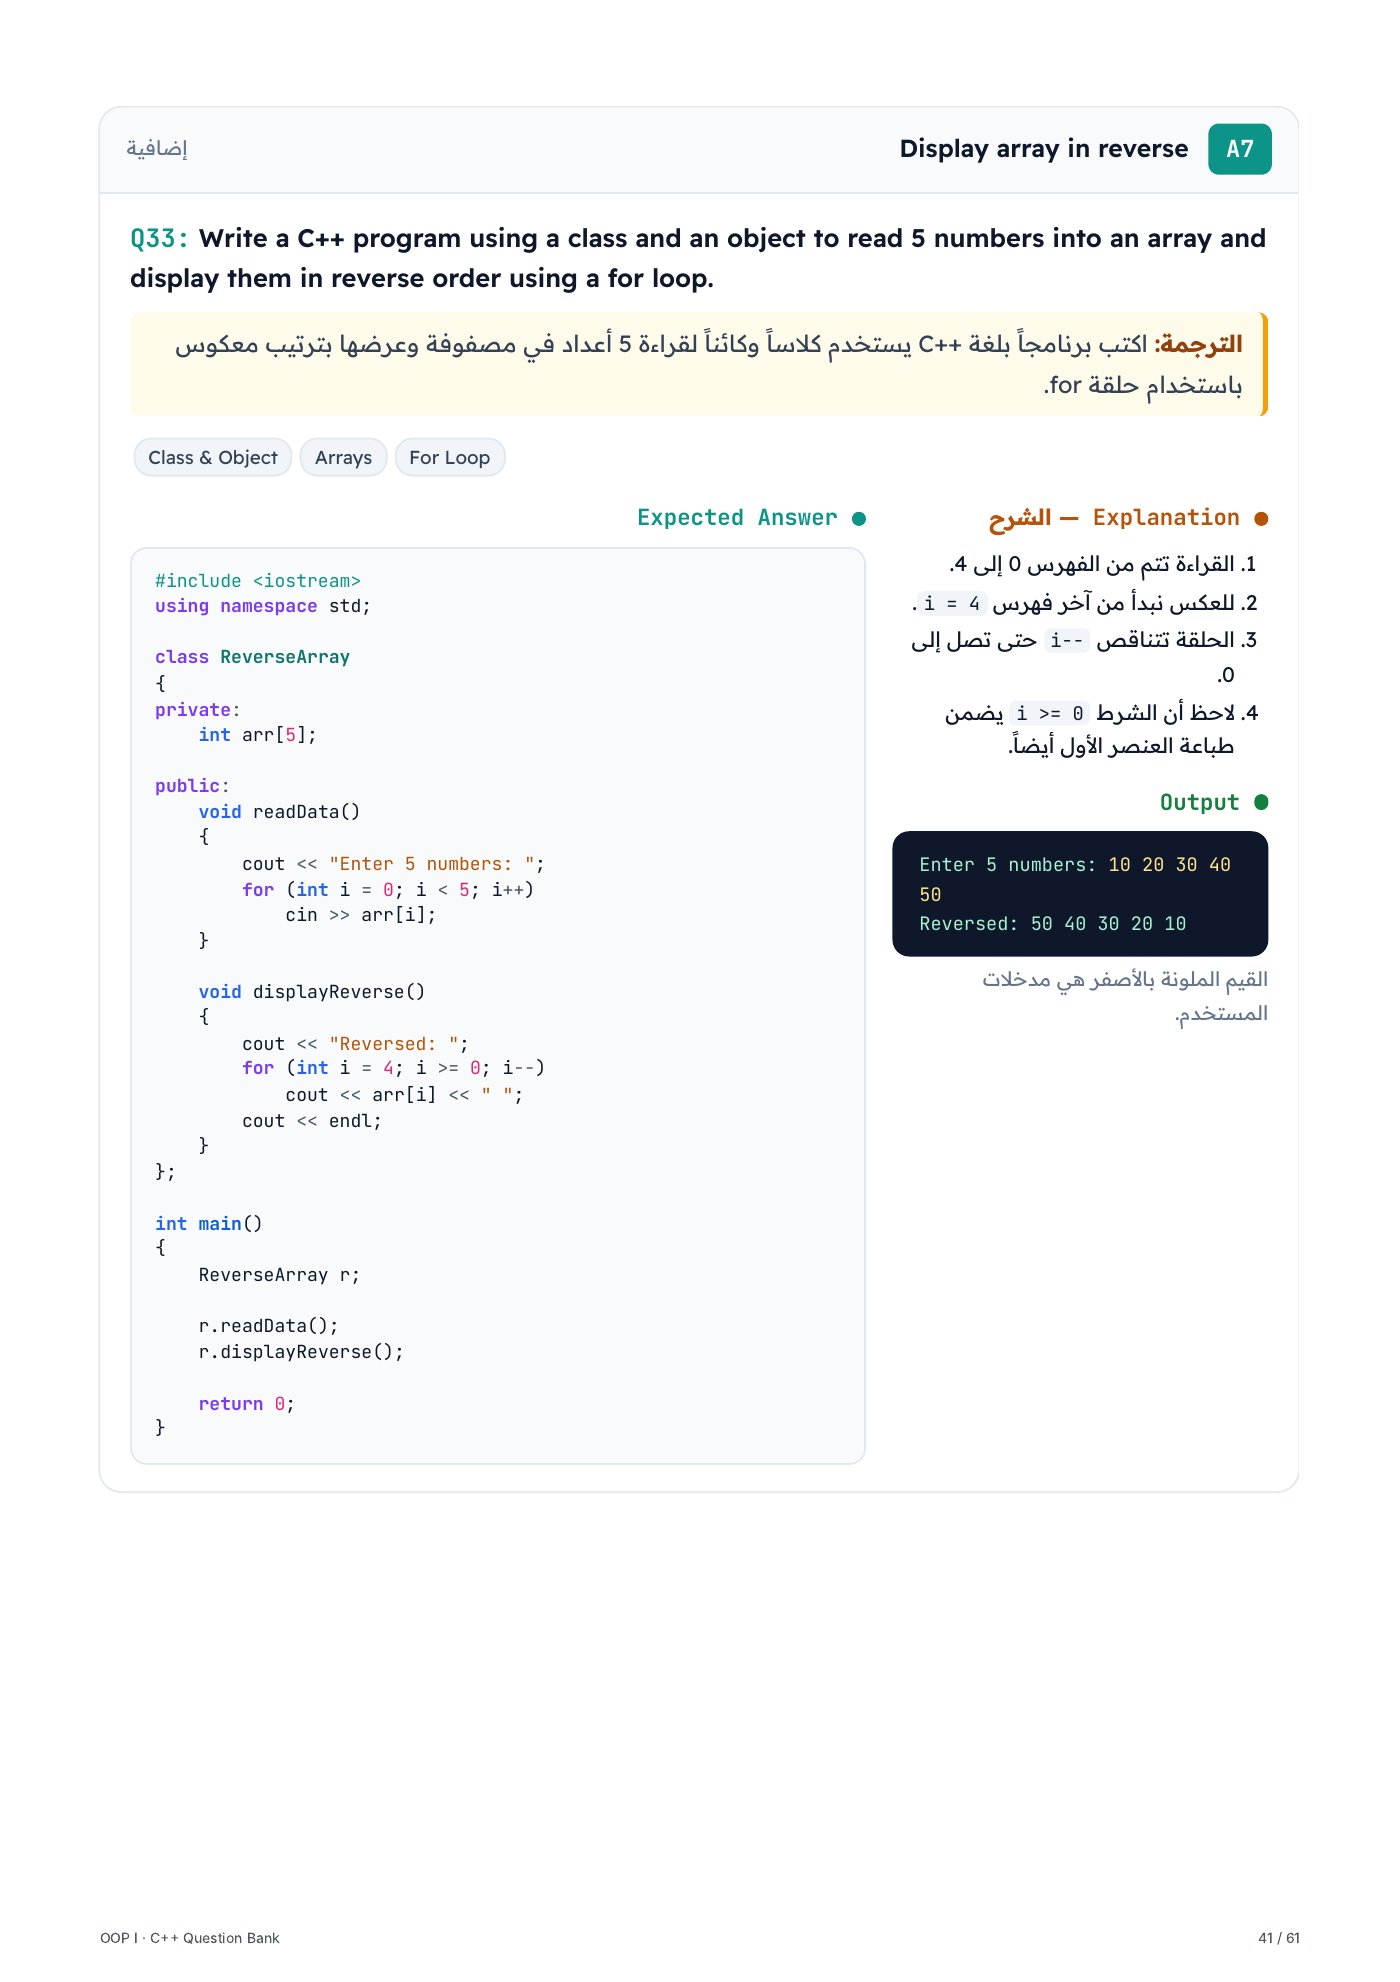 إضافية
Display array in reverse
A7
Q33: Write a C++ program using a class and an object to read 5 numbers into an array and
display them in reverse order using a for loop.
الترجمة: اكتب برنامجاً بلغة C++ يستخدم كلاساً وكائناً لقراءة 5 أعداد في مصفوفة وعرضها بترتيب معكوس
باستخدام حلقة for.
Class & Object
Arrays
For Loop
Expected Answer
#include <iostream>
using namespace std;
class ReverseArray
{
private:
    int arr[5];
public:
    void readData()
    {
        cout << "Enter 5 numbers: ";
        for (int i = 0; i < 5; i++)
            cin >> arr[i];
    }
    void displayReverse()
    {
        cout << "Reversed: ";
        for (int i = 4; i >= 0; i--)
            cout << arr[i] << " ";
        cout << endl;
    }
};
int main()
{
    ReverseArray r;
    r.readData();
    r.displayReverse();
    return 0;
}
Explanation — الشرح
1. القراءة تتم من الفهرس 0 إلى 4.
2. للعكس نبدأ من آخر فهرس i = 4.
3. الحلقة تتناقص i-- حتى تصل إلى
0.
4. لاحظ أن الشرط i >= 0 يضمن
طباعة العنصر الأول أيضاً.
Output
Enter 5 numbers: 10 20 30 40
50
Reversed: 50 40 30 20 10
القيم الملونة بالأصفر هي مدخلات
المستخدم.
OOP I · C++ Question Bank
41 / 61